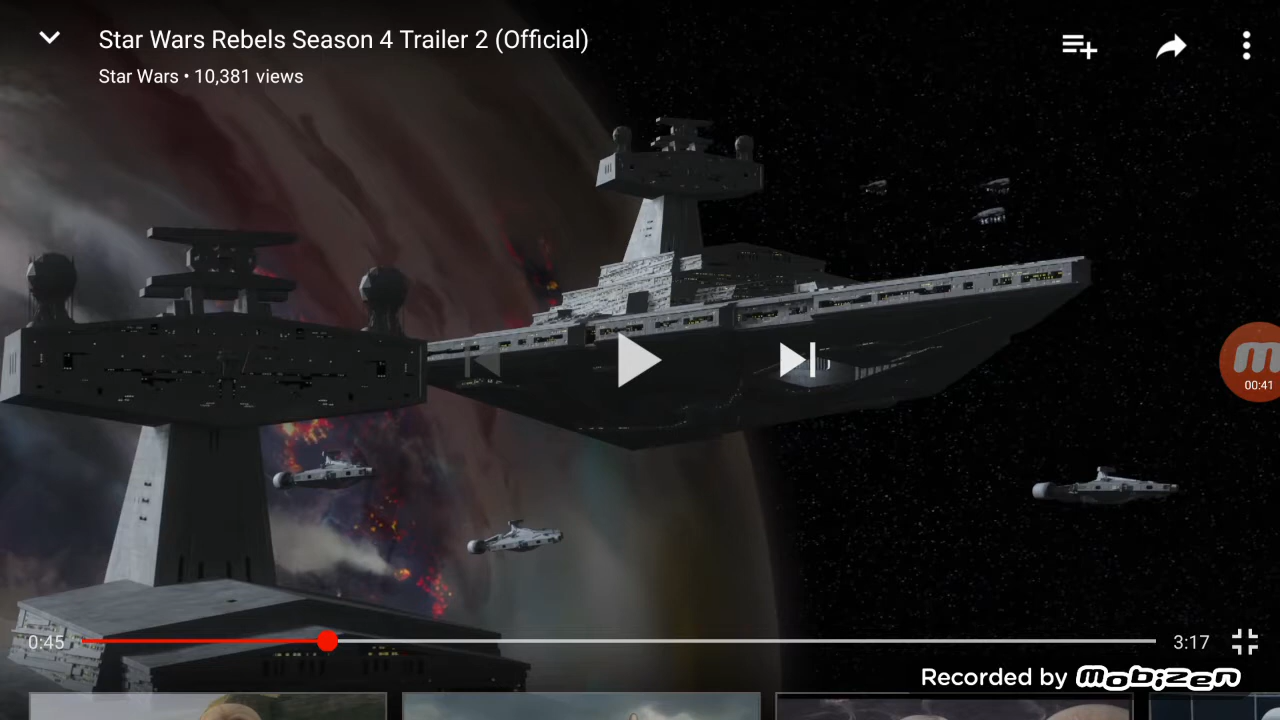 Star Wars Rebels Season 4 Trailer 2 (Official)
Star Wars • 10,381 views
00:41
0:45
3:17
Recorded by mobizen